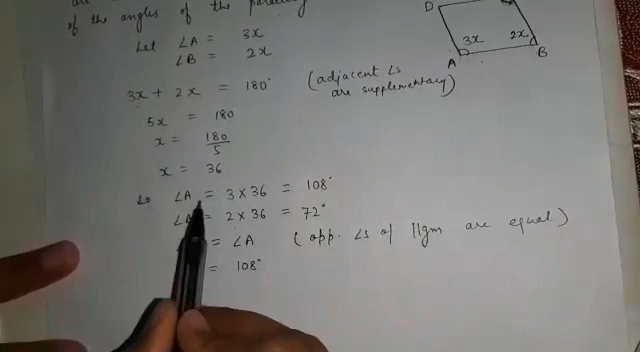 of the angles of the
Let ∠A = 3x
∠B = 2x
3x + 2x = 180° (adjacent ∠s are supplementary)
5x = 180
x = 180/5
x = 36
So ∠A = 3 × 36 = 108°
= 2 × 36 = 72°
= ∠A (opp. ∠s of ||gm are equal)
= 108°
D
3x 2x
A B